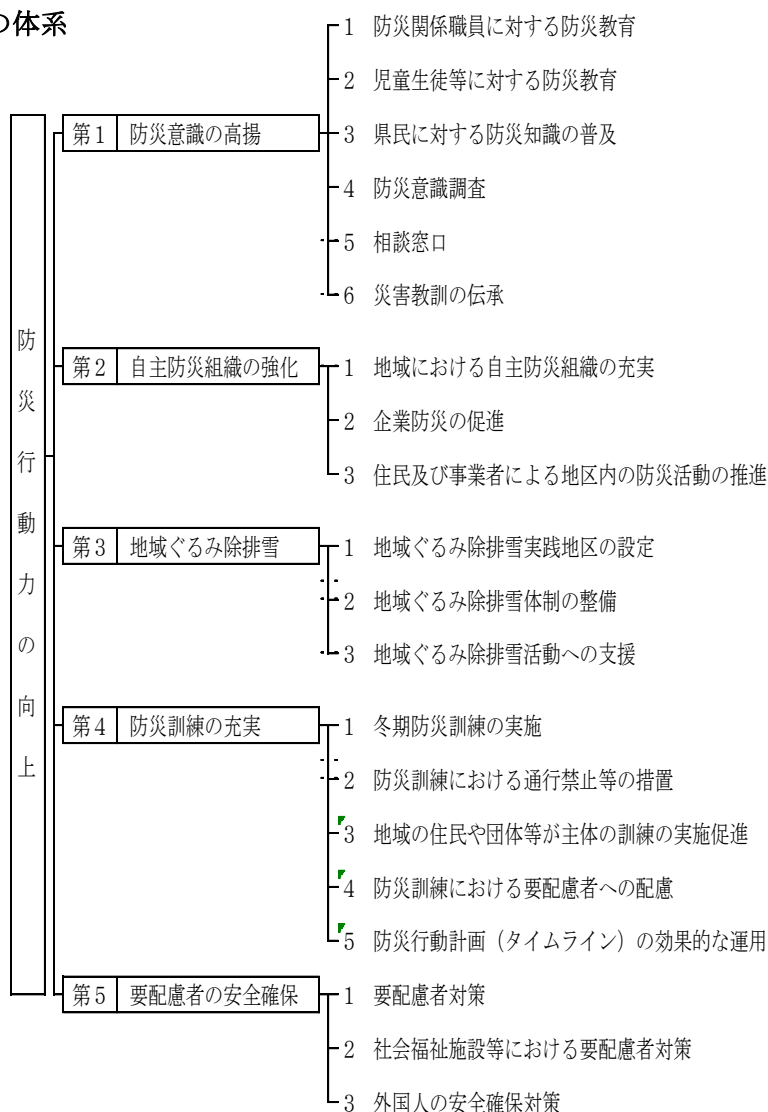 の体系
防災行動力の向上
第1 防災意識の高揚
1 防災関係職員に対する防災教育
2 児童生徒等に対する防災教育
3 県民に対する防災知識の普及
4 防災意識調査
5 相談窓口
6 災害教訓の伝承
第2 自主防災組織の強化
1 地域における自主防災組織の充実
2 企業防災の促進
3 住民及び事業者による地区内の防災活動の推進
第3 地域ぐるみ除排雪
1 地域ぐるみ除排雪実践地区の設定
2 地域ぐるみ除排雪体制の整備
3 地域ぐるみ除排雪活動への支援
第4 防災訓練の充実
1 冬期防災訓練の実施
2 防災訓練における通行禁止等の措置
3 地域の住民や団体等が主体の訓練の実施促進
4 防災訓練における要配慮者への配慮
5 防災行動計画（タイムライン）の効果的な運用
第5 要配慮者の安全確保
1 要配慮者対策
2 社会福祉施設等における要配慮者対策
3 外国人の安全確保対策